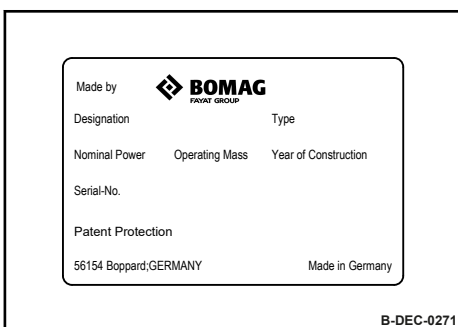 Made by BOMAG
FAYAT GROUP
Designation Type
Nominal Power Operating Mass Year of Construction
Serial-No.
Patent Protection
56154 Boppard;GERMANY Made in Germany
B-DEC-0271